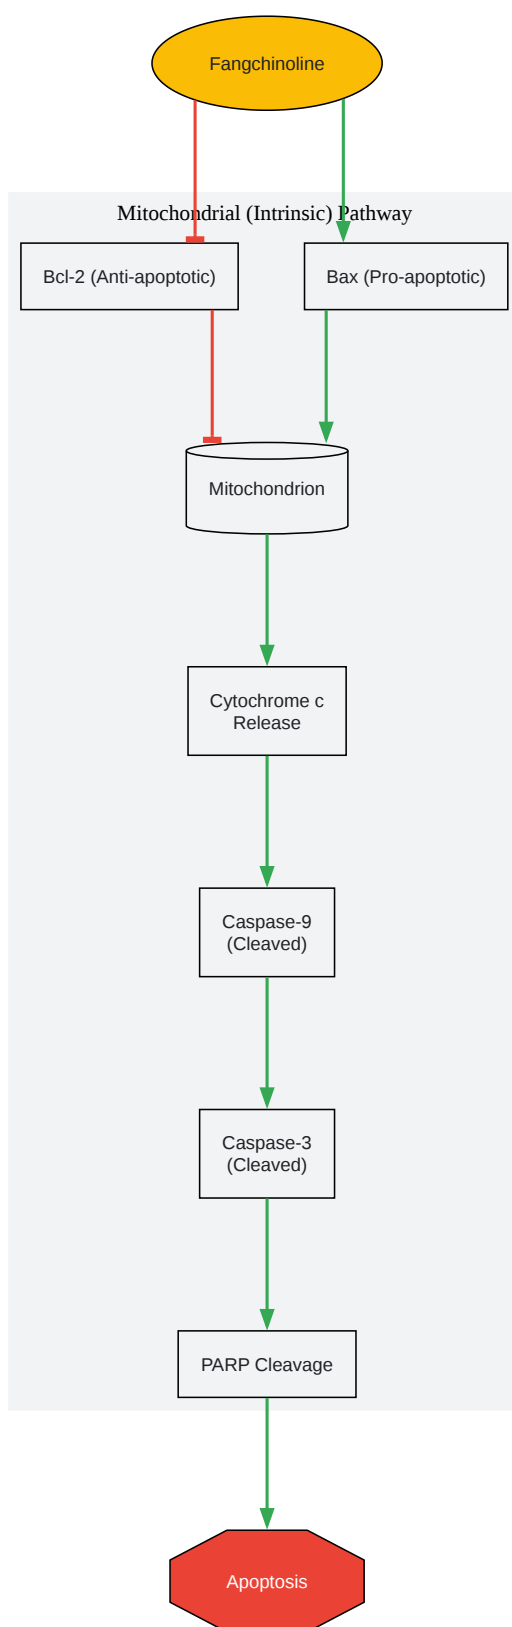 Fangchinoline
Mitochondrial (Intrinsic) Pathway
Bcl-2 (Anti-apoptotic)
Bax (Pro-apoptotic)
Mitochondrion
Cytochrome c
Release
Caspase-9
(Cleaved)
Caspase-3
(Cleaved)
PARP Cleavage
Apoptosis